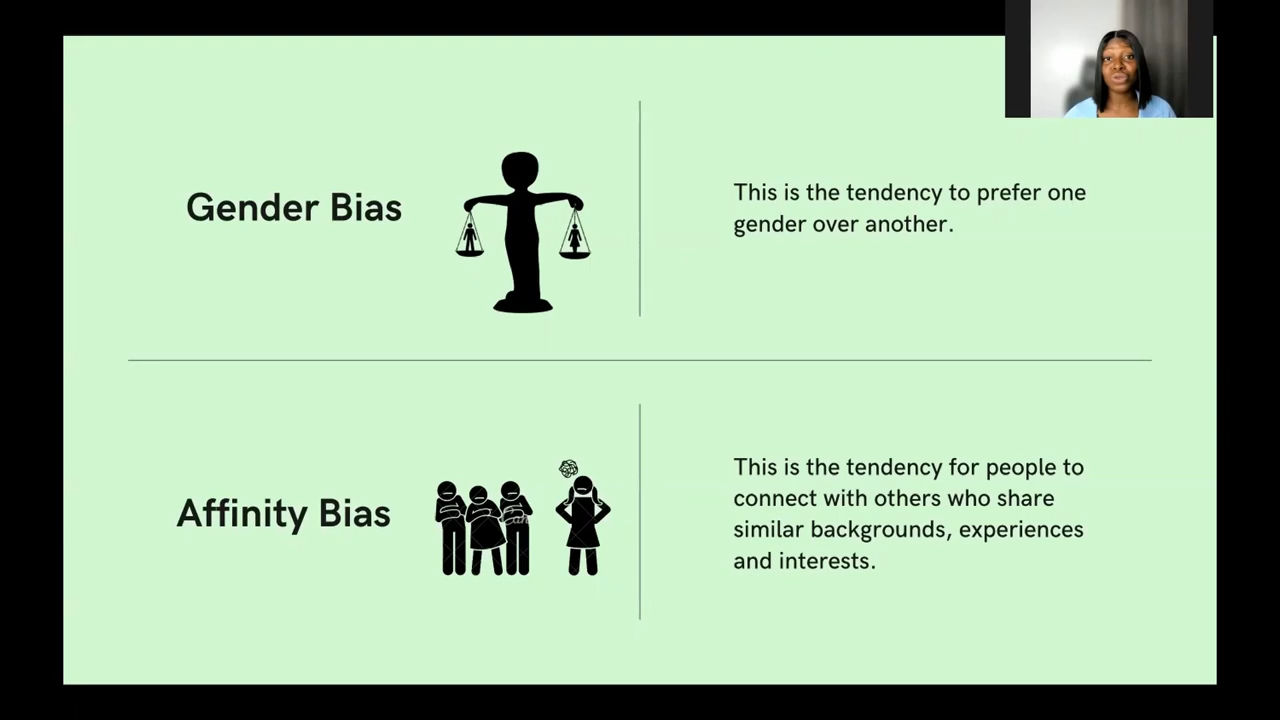 Gender Bias
This is the tendency to prefer one
gender over another.
Affinity Bias
This is the tendency for people to
connect with others who share
similar backgrounds, experiences
and interests.